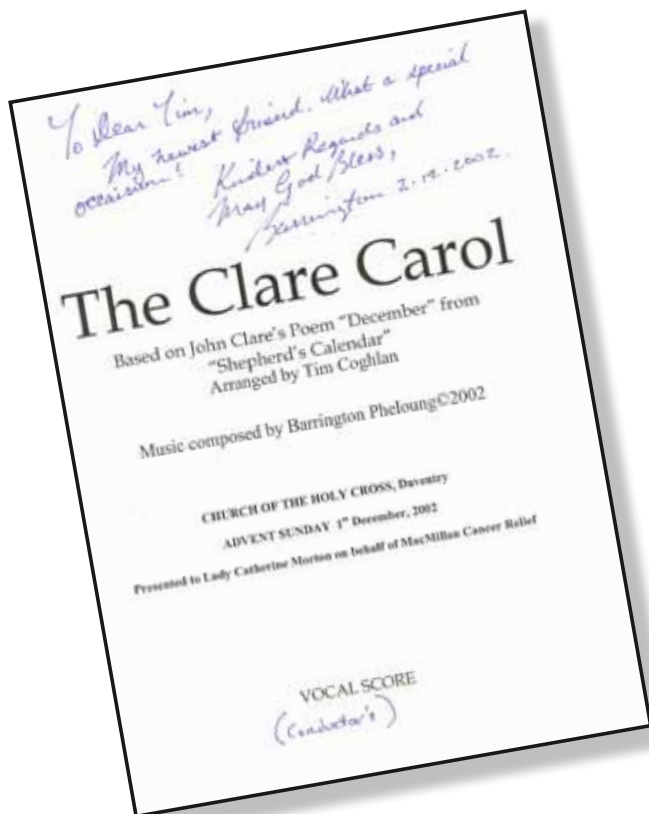 To Dear Tim,
My newest friend. What a special
occaision!
Kindest Regards and
May God Bless,
Barrington 2.12.2002.
The Clare Carol
Based on John Clare's Poem "December" from
"Shepherd's Calendar"
Arranged by Tim Coghlan
Music composed by Barrington Pheloung©2002
CHURCH OF THE HOLY CROSS, Daventry
ADVENT SUNDAY 1st December, 2002
Presented to Lady Catherine Morton on behalf of MacMillan Cancer Relief
VOCAL SCORE
(Conductor's)